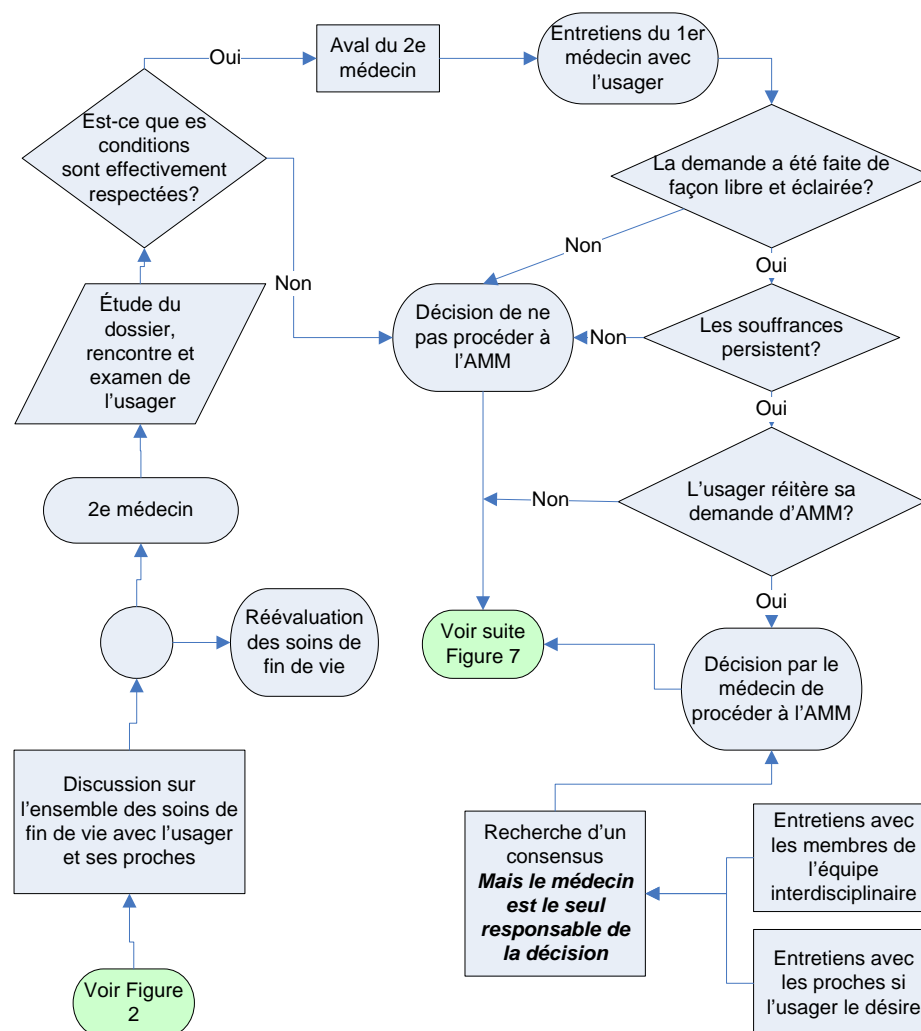 Oui
Aval du 2e
médecin
Entretiens du 1er
médecin avec
l'usager
Est-ce que es
conditions
sont effectivement
respectées?
La demande a été faite de
façon libre et éclairée?
Non
Oui
Non
Étude du
dossier,
rencontre et
examen de
l'usager
Décision de ne
pas procéder à
l'AMM
Non
Les souffrances
persistent?
Oui
2e médecin
Non
L'usager réitère sa
demande d'AMM?
Oui
Réévaluation
des soins de
fin de vie
Voir suite
Figure 7
Décision par le
médecin de
procéder à l'AMM
Discussion sur
l'ensemble des soins de
fin de vie avec l'usager
et ses proches
Recherche d'un
consensus
Mais le médecin
est le seul
responsable de
la décision
Entretiens avec
les membres de
l'équipe
interdisciplinaire
Entretiens avec
les proches si
l'usager le désire
Voir Figure
2